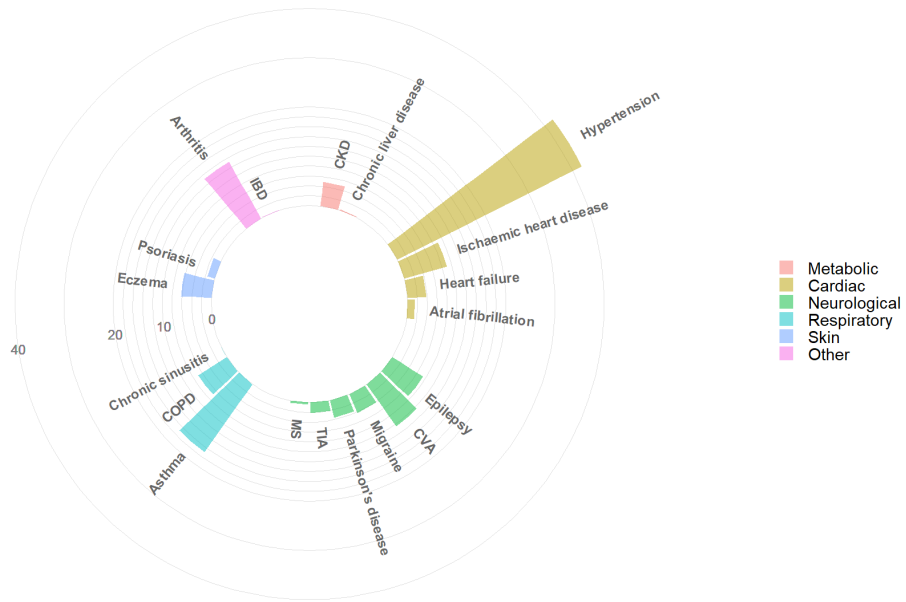 Hypertension
Chronic liver disease
CKD
Arthritis
IBD
Ischaemic heart disease
Psoriasis
Eczema
Heart failure
Atrial fibrillation
0
10
20
40
Chronic sinusitis
COPD
Asthma
MS
TIA
Parkinson's disease
Migraine
CVA
Epilepsy
Metabolic
Cardiac
Neurological
Respiratory
Skin
Other